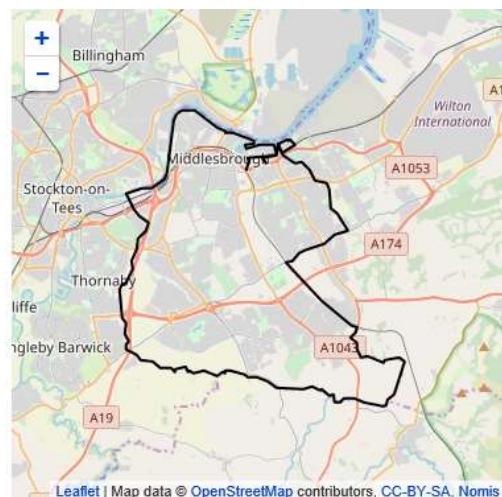 +
Billingham
−
Wilton
International
A1
Middlesbrough
A1053
Stockton-on-
Tees
A174
Thornaby
liffe
ngleby Barwick
A1043
A19
Leaflet | Map data © OpenStreetMap contributors, CC-BY-SA, Nomis